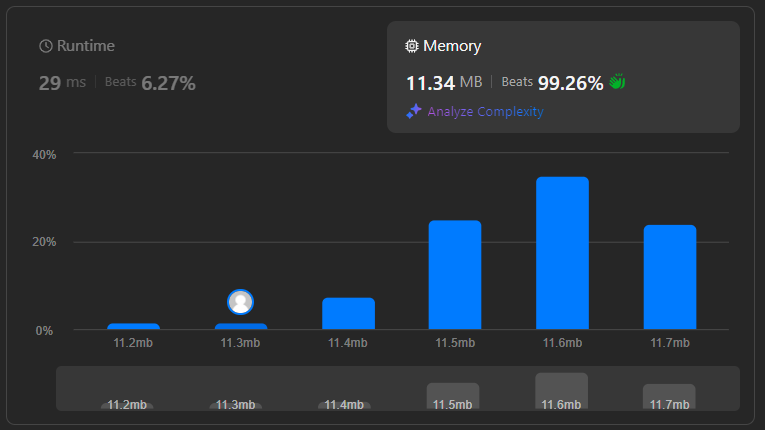 Runtime
29 ms | Beats 6.27%
Memory
11.34 MB | Beats 99.26%
Analyze Complexity
40%
20%
0%
11.2mb 11.3mb 11.4mb 11.5mb 11.6mb 11.7mb
11.2mb 11.3mb 11.4mb 11.5mb 11.6mb 11.7mb